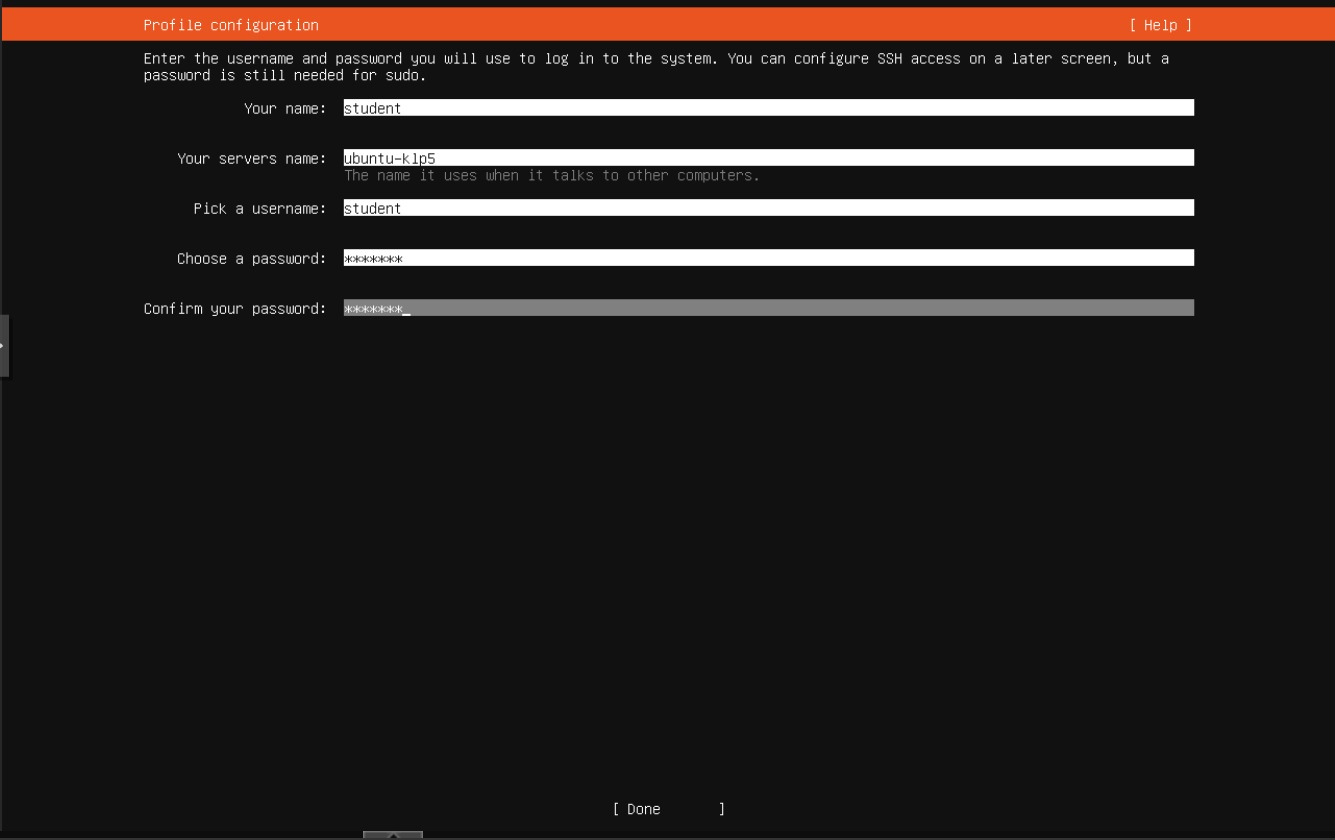 Profile configuration [ Help ]
Enter the username and password you will use to log in to the system. You can configure SSH access on a later screen, but a
password is still needed for sudo.
Your name: student
Your servers name: ubuntu-klp5
The name it uses when it talks to other computers.
Pick a username: student
Choose a password: *******
Confirm your password: *******_
[ Done ]